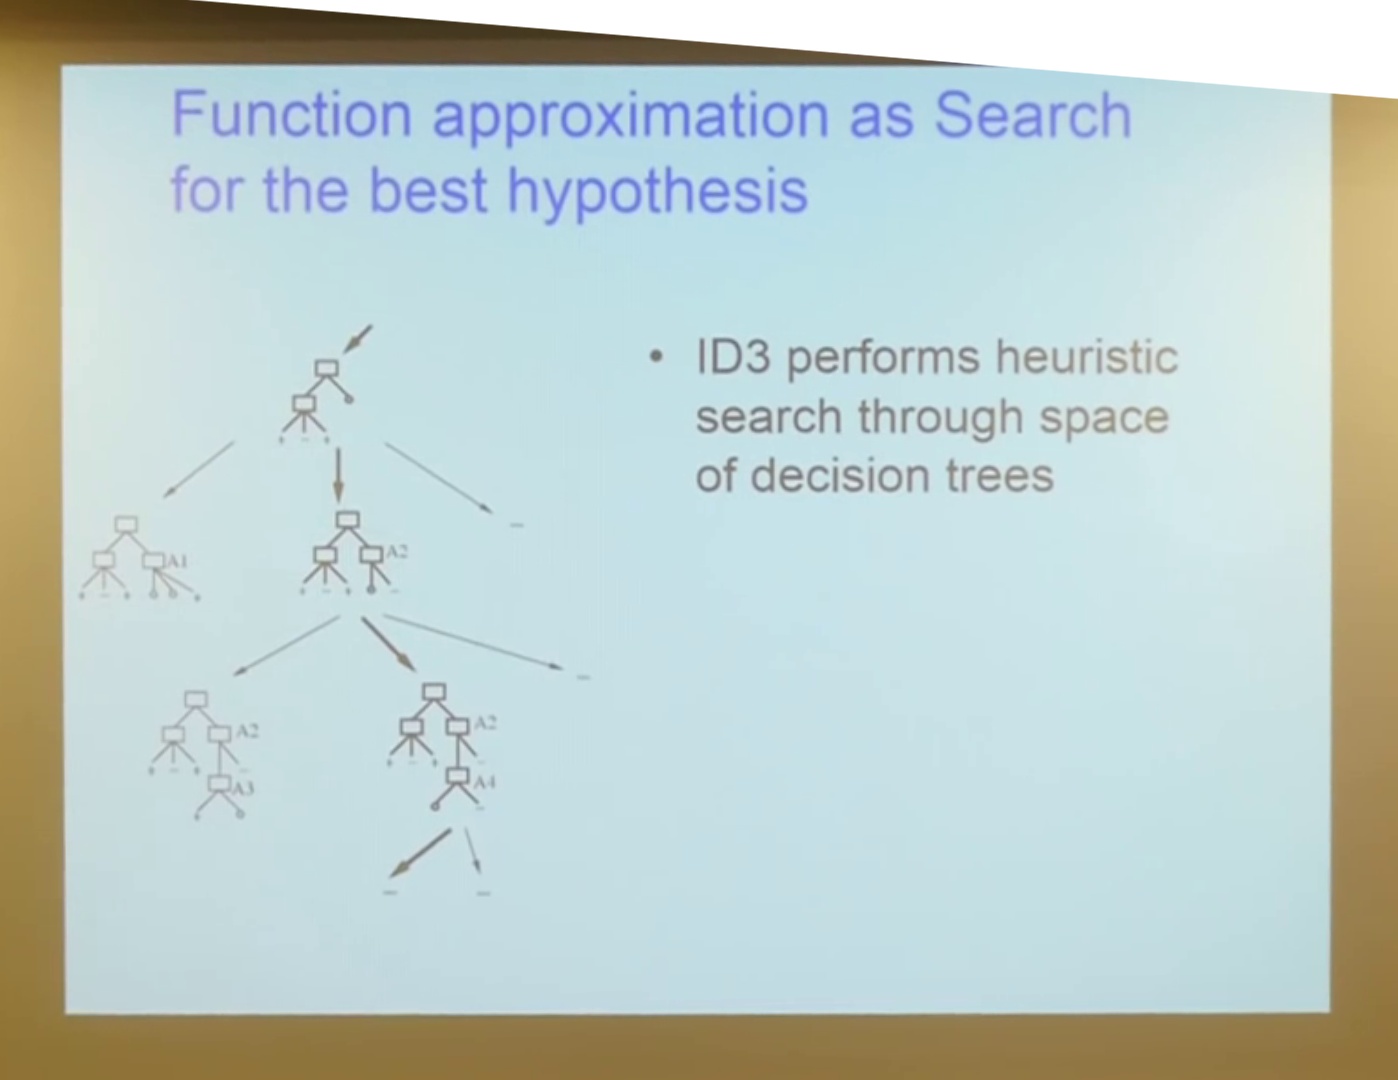 Function approximation as Search
for the best hypothesis
• ID3 performs heuristic
search through space
of decision trees
A1
A2
A2
A3
A2
A4